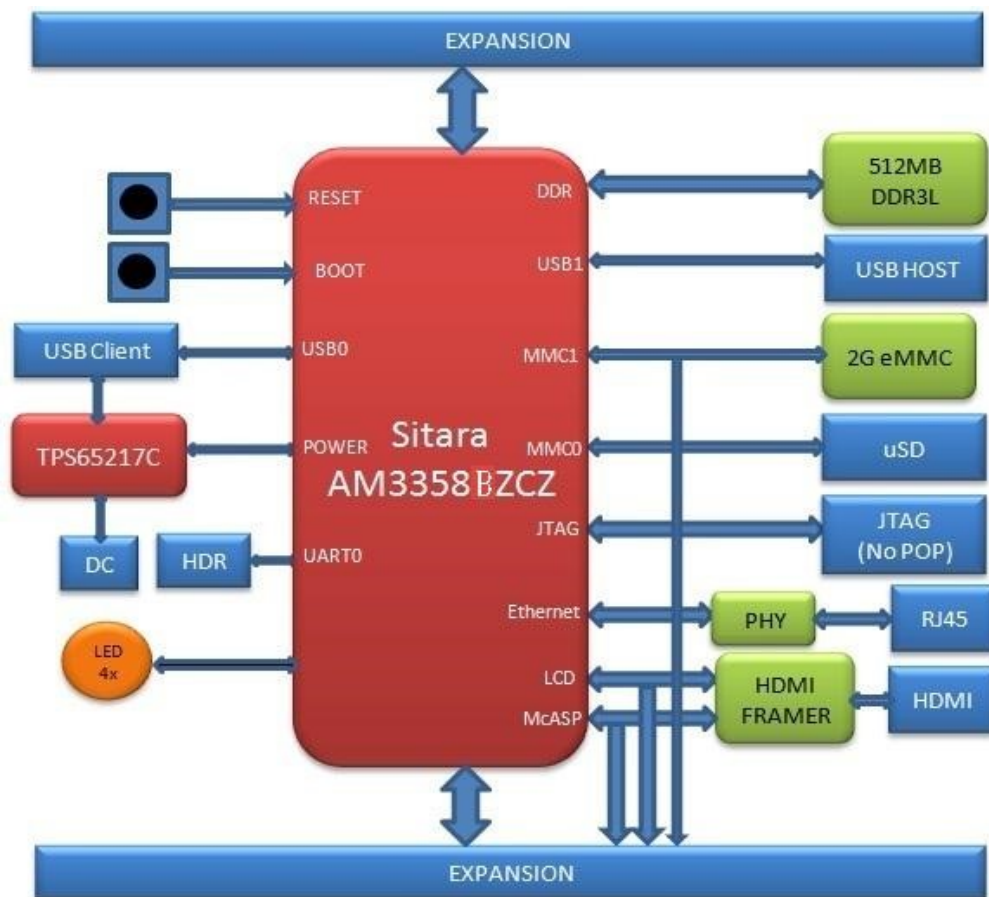 EXPANSION
RESET
DDR
512MB
DDR3L
BOOT
USB1
USB HOST
USB Client
USB0
MMC1
2G eMMC
TPS65217C
POWER
Sitara
AM3358BZCZ
MMC0
uSD
JTAG
JTAG
(No POP)
DC
HDR
UART0
Ethernet
PHY
RJ45
LED
4x
LCD
McASP
HDMI
FRAMER
HDMI
EXPANSION